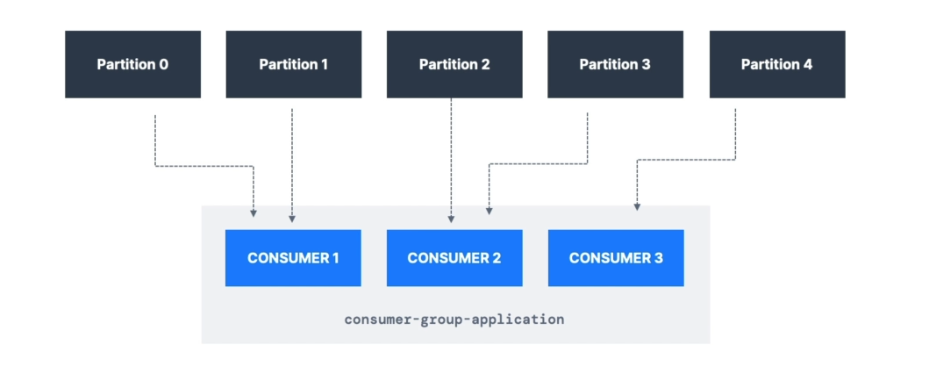 Partition 0
Partition 1
Partition 2
Partition 3
Partition 4
CONSUMER 1
CONSUMER 2
CONSUMER 3
consumer-group-application